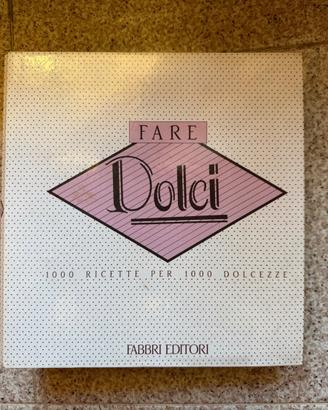 FARE
Dolci
1000 RICETTE PER 1000 DOLCEZZE
FABBRI EDITORI